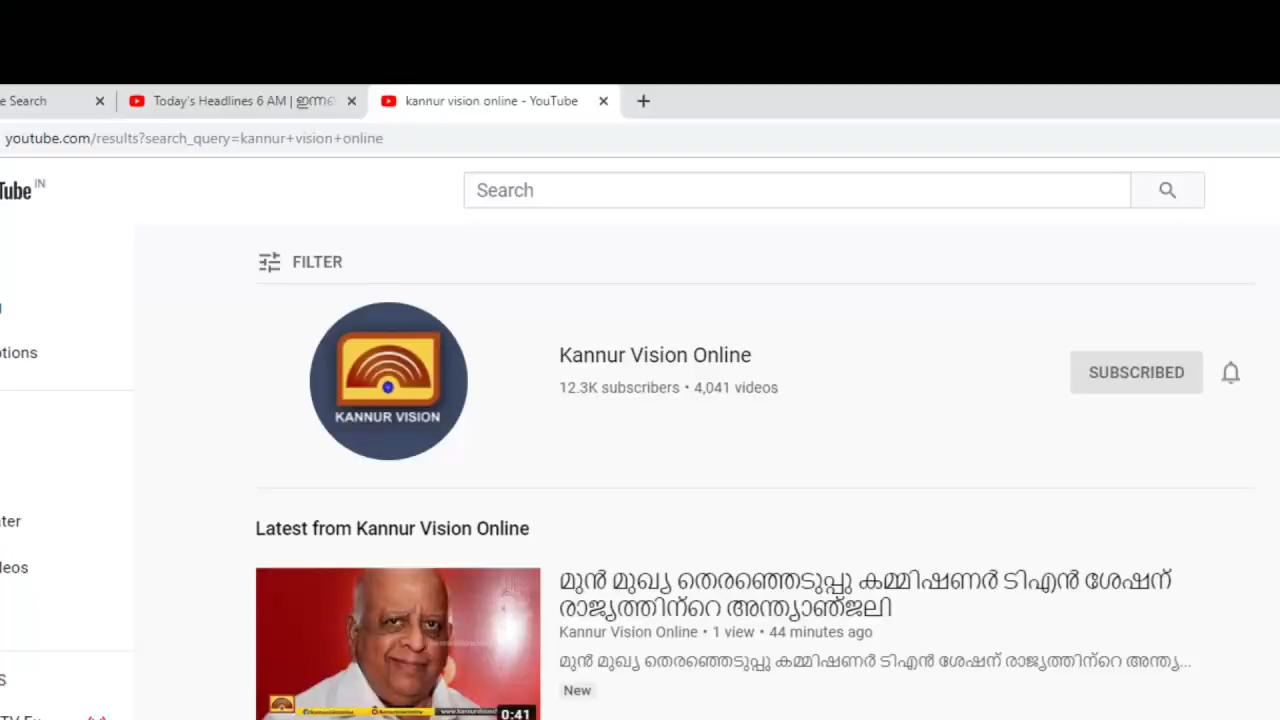 e Search
Today's Headlines 6 AM |
kannur vision online - YouTube
youtube.com/results?search_query=kannur+vision+online
Tube IN
Search
FILTER
KANNUR VISION
Kannur Vision Online
12.3K subscribers • 4,041 videos
SUBSCRIBED
Latest from Kannur Vision Online
മുൻ മുഖ്യ തെരഞ്ഞെടുപ്പു കമ്മിഷണർ ടിഎൻ ശേഷന്
രാജ്യത്തിന്റെ അന്ത്യാഞ്ജലി
Kannur Vision Online • 1 view • 44 minutes ago
മുൻ മുഖ്യ തെരഞ്ഞെടുപ്പു കമ്മിഷണർ ടിഎൻ ശേഷന് രാജ്യത്തിന്റെ അന്ത്യ...
New
0:41
ptions
ater
deos
S